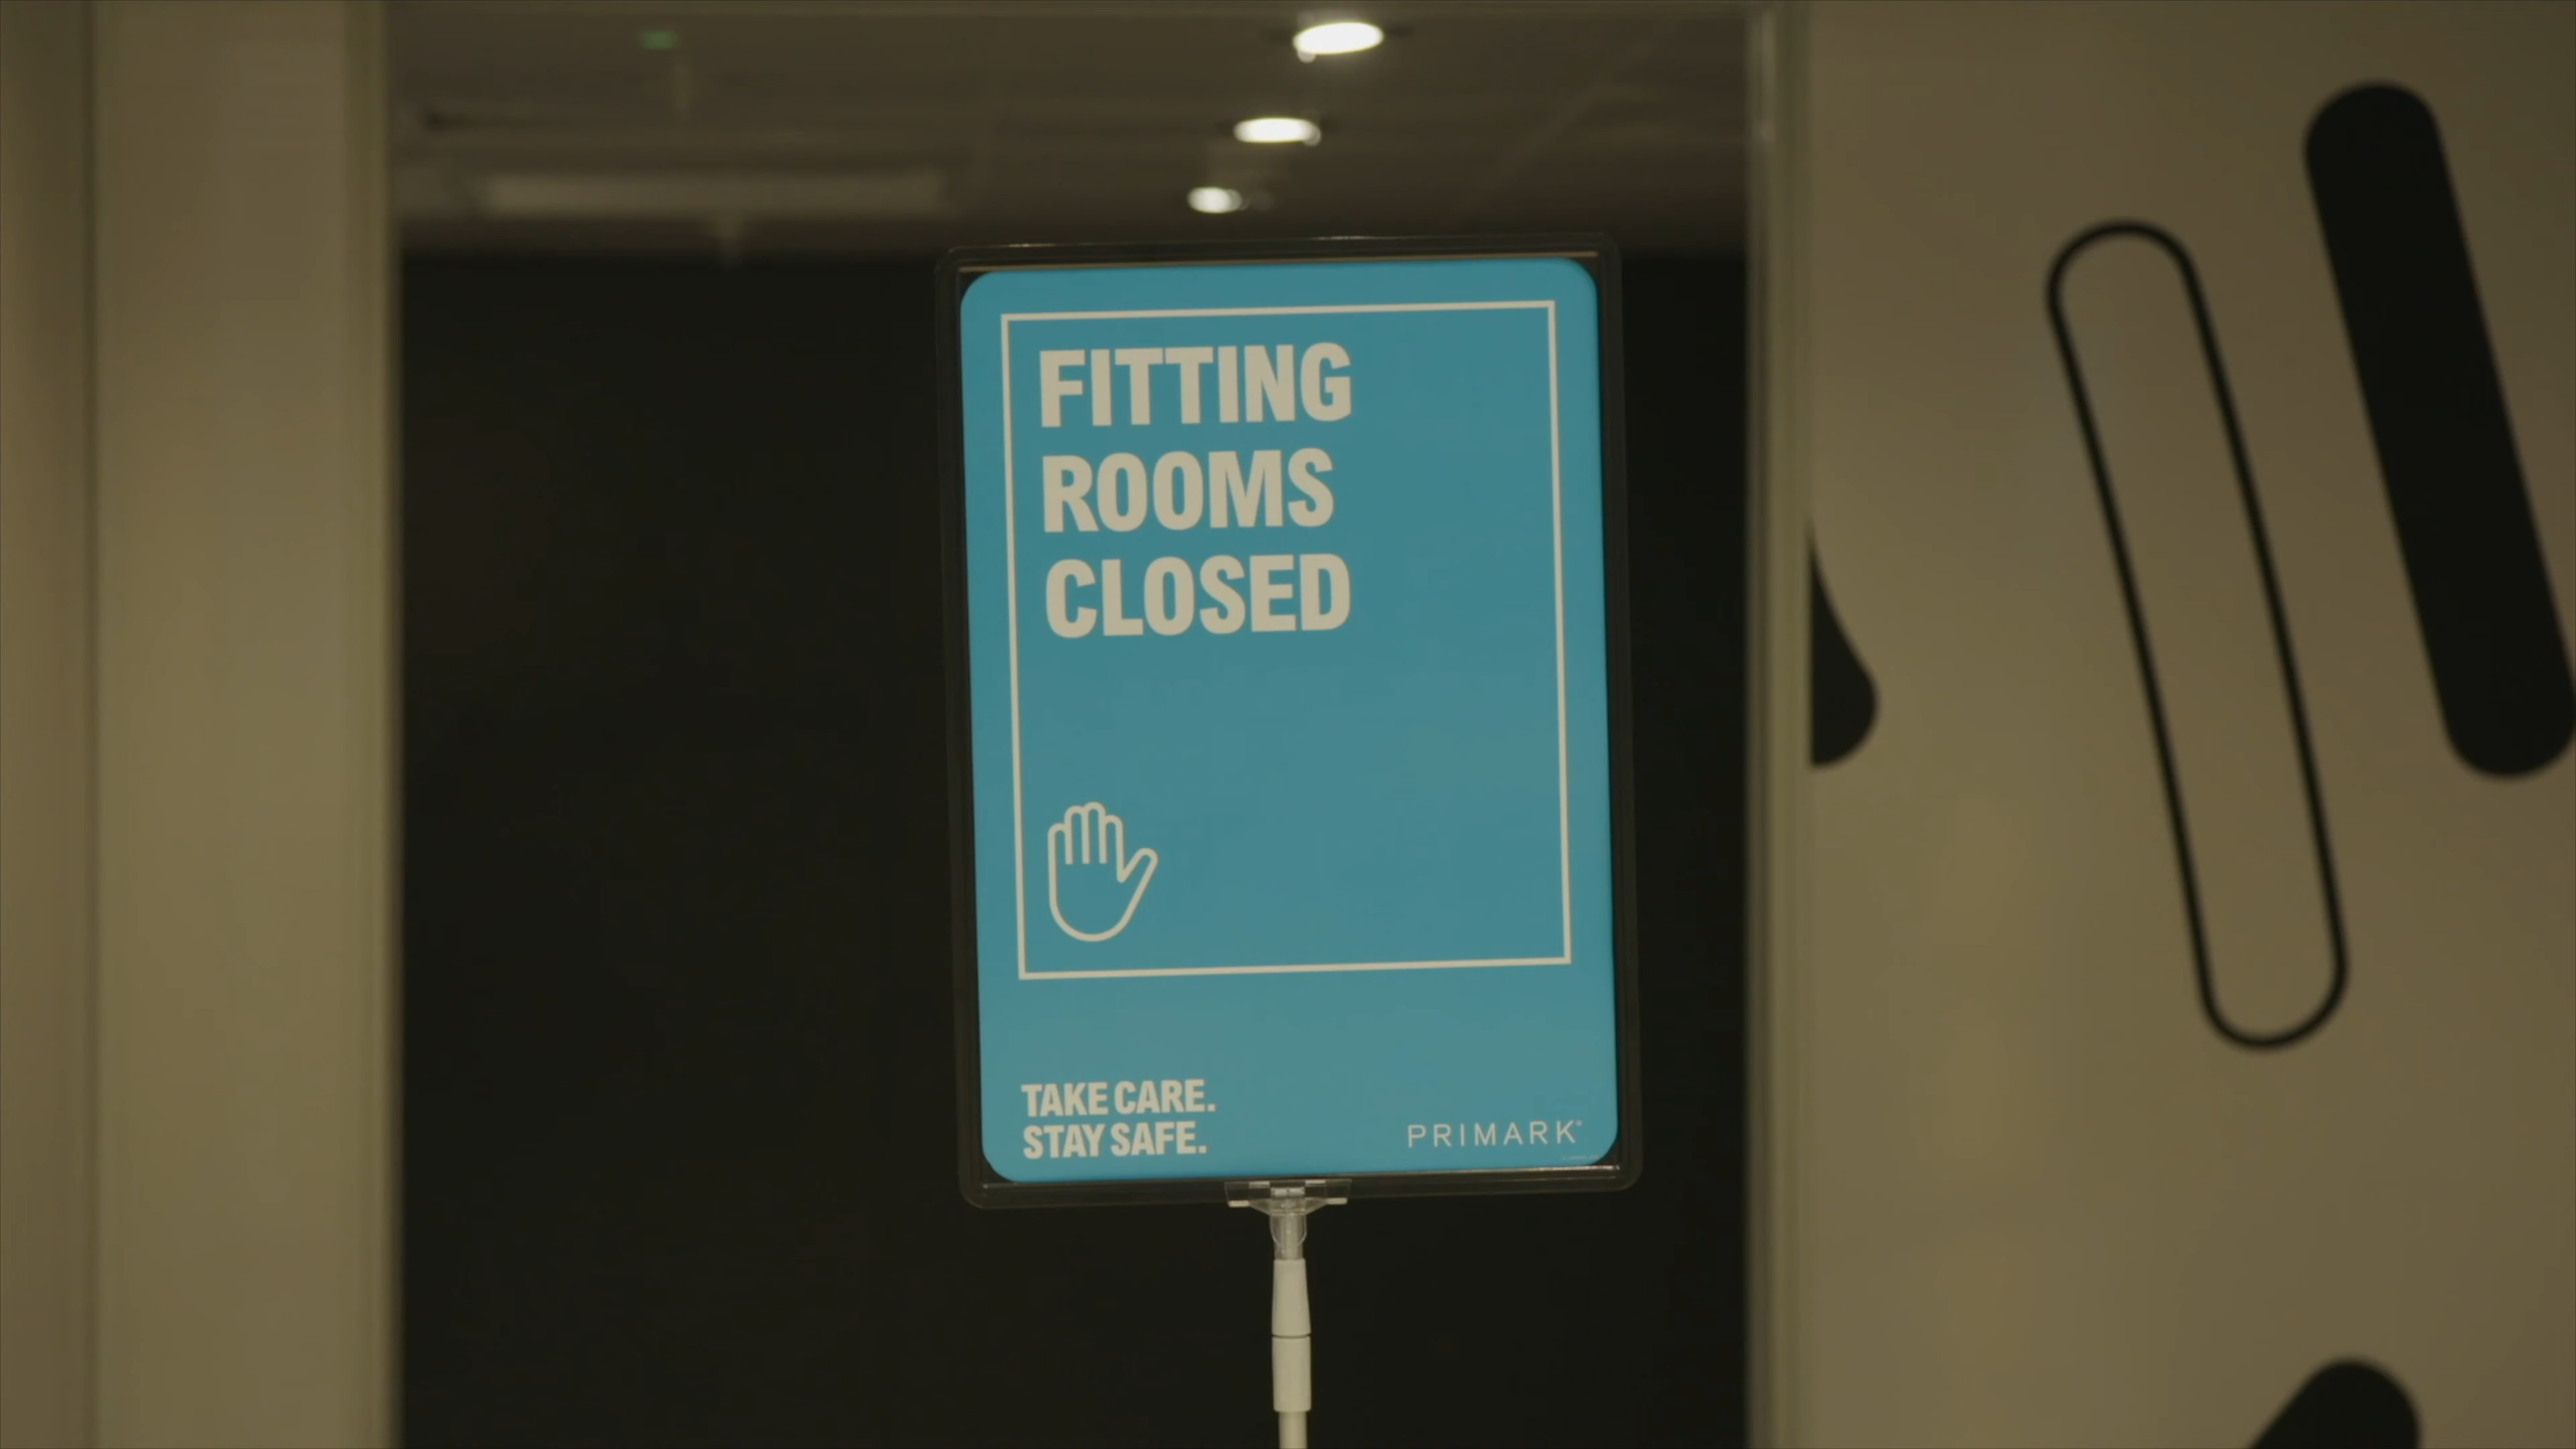 FITTING
ROOMS
CLOSED
TAKE CARE.
STAY SAFE.
PRIMARK®